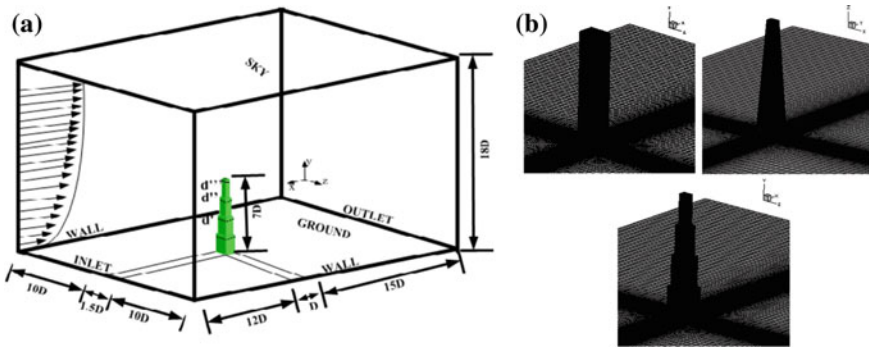 (a)
SKY
18D
d'''
d''
d'
7D
Y
X
Z
WALL
OUTLET
GROUND
INLET
WALL
10D
1.5D
10D
12D
D
15D
(b)